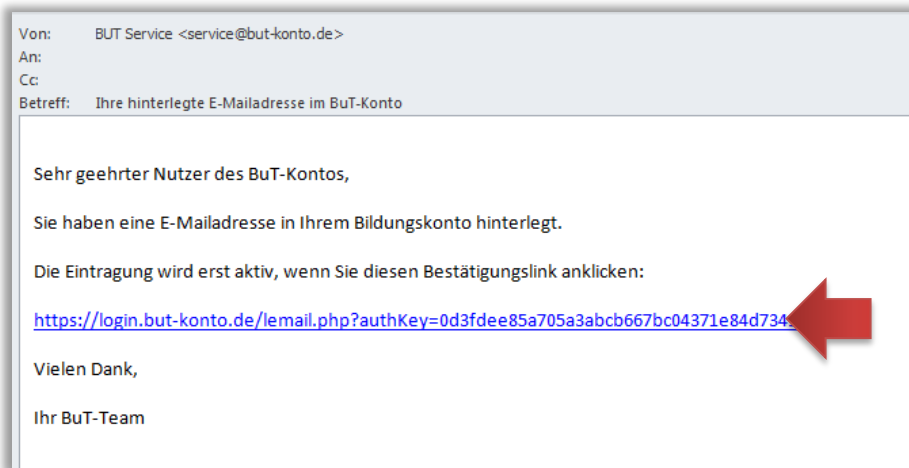 Von: BUT Service <service@but-konto.de>
An:
Cc:
Betreff: Ihre hinterlegte E-Mailadresse im BuT-Konto
Sehr geehrter Nutzer des BuT-Kontos,
Sie haben eine E-Mailadresse in Ihrem Bildungskonto hinterlegt.
Die Eintragung wird erst aktiv, wenn Sie diesen Bestätigungslink anklicken:
https://login.but-konto.de/lemail.php?authKey=0d3fdee85a705a3abcb667bc04371e84d734
Vielen Dank,
Ihr BuT-Team